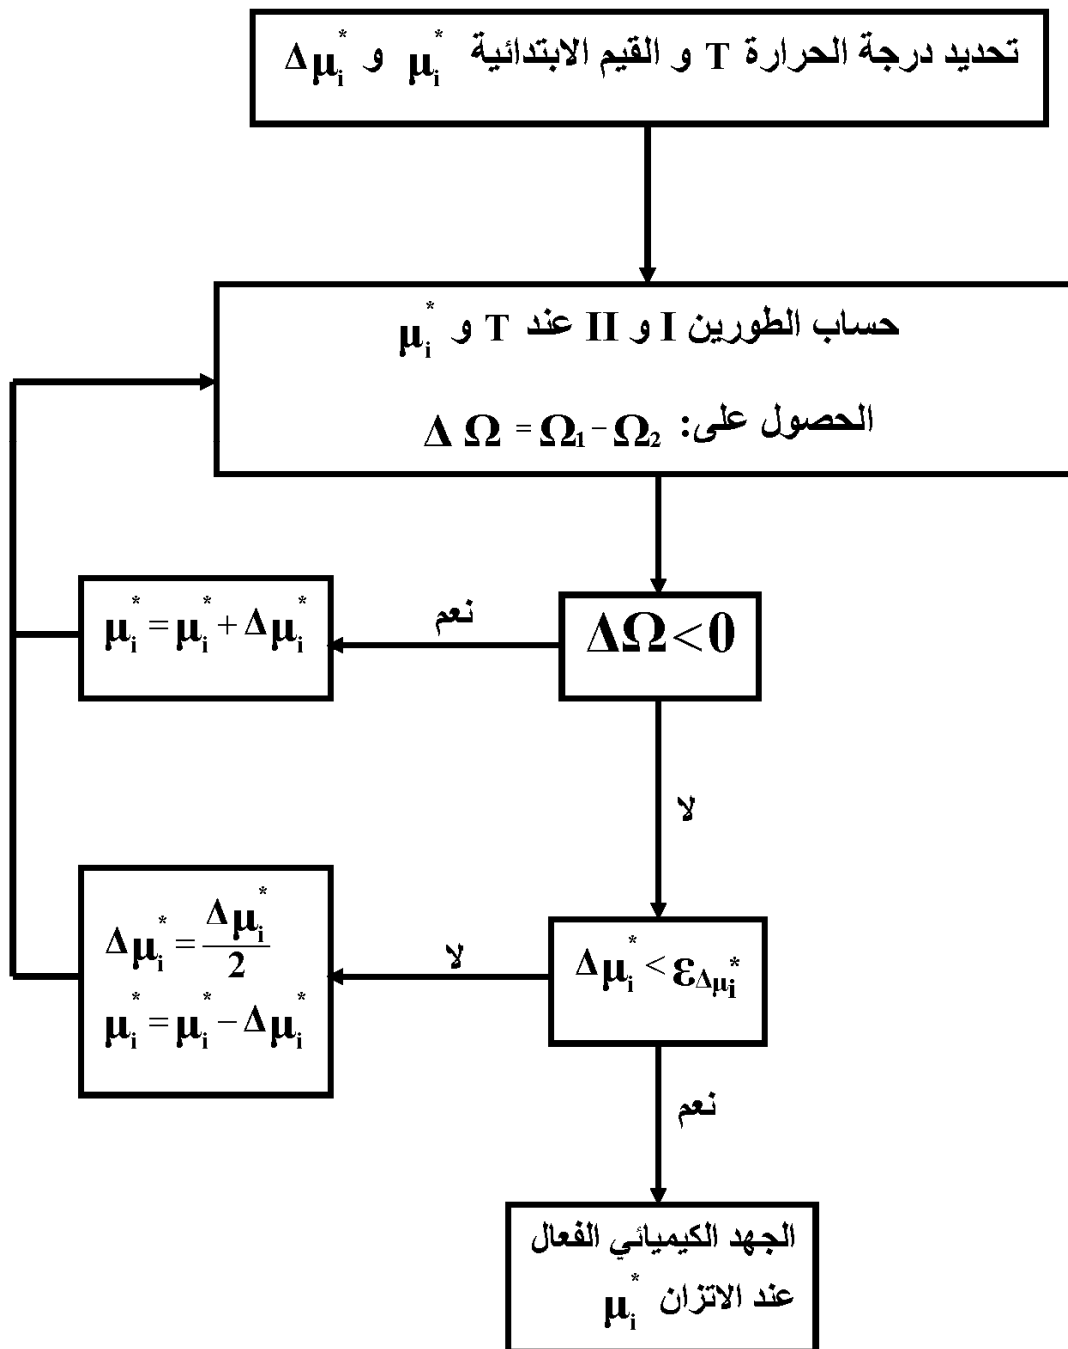 تحديد درجة الحرارة T و القيم الابتدائية μᵢ* و Δμᵢ*
حساب الطورين I و II عند T و μᵢ*
الحصول على: ΔΩ = Ω₁ − Ω₂
ΔΩ < 0
نعم
μᵢ* = μᵢ* + Δμᵢ*
لا
Δμᵢ* < ε_Δμᵢ*
لا
Δμᵢ* = Δμᵢ* / 2
μᵢ* = μᵢ* − Δμᵢ*
نعم
الجهد الكيميائي الفعال
عند الاتزان μᵢ*